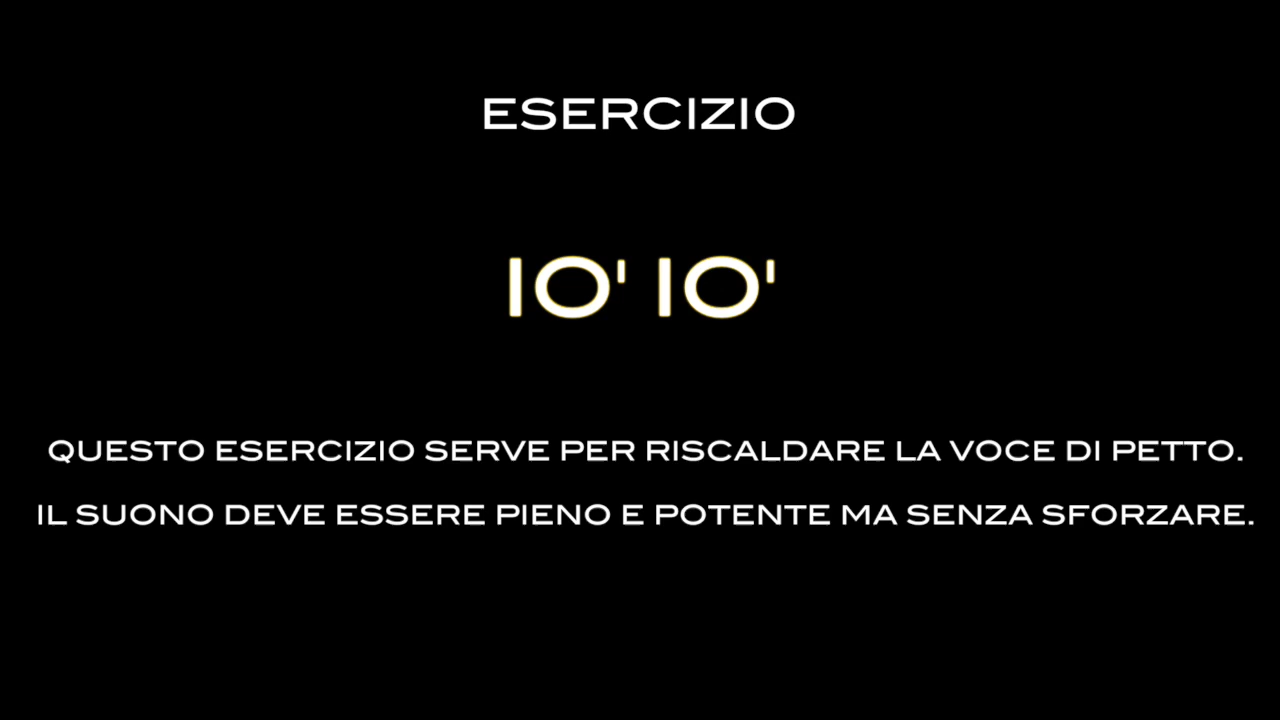 ESERCIZIO
IO' IO'
QUESTO ESERCIZIO SERVE PER RISCALDARE LA VOCE DI PETTO.
IL SUONO DEVE ESSERE PIENO E POTENTE MA SENZA SFORZARE.